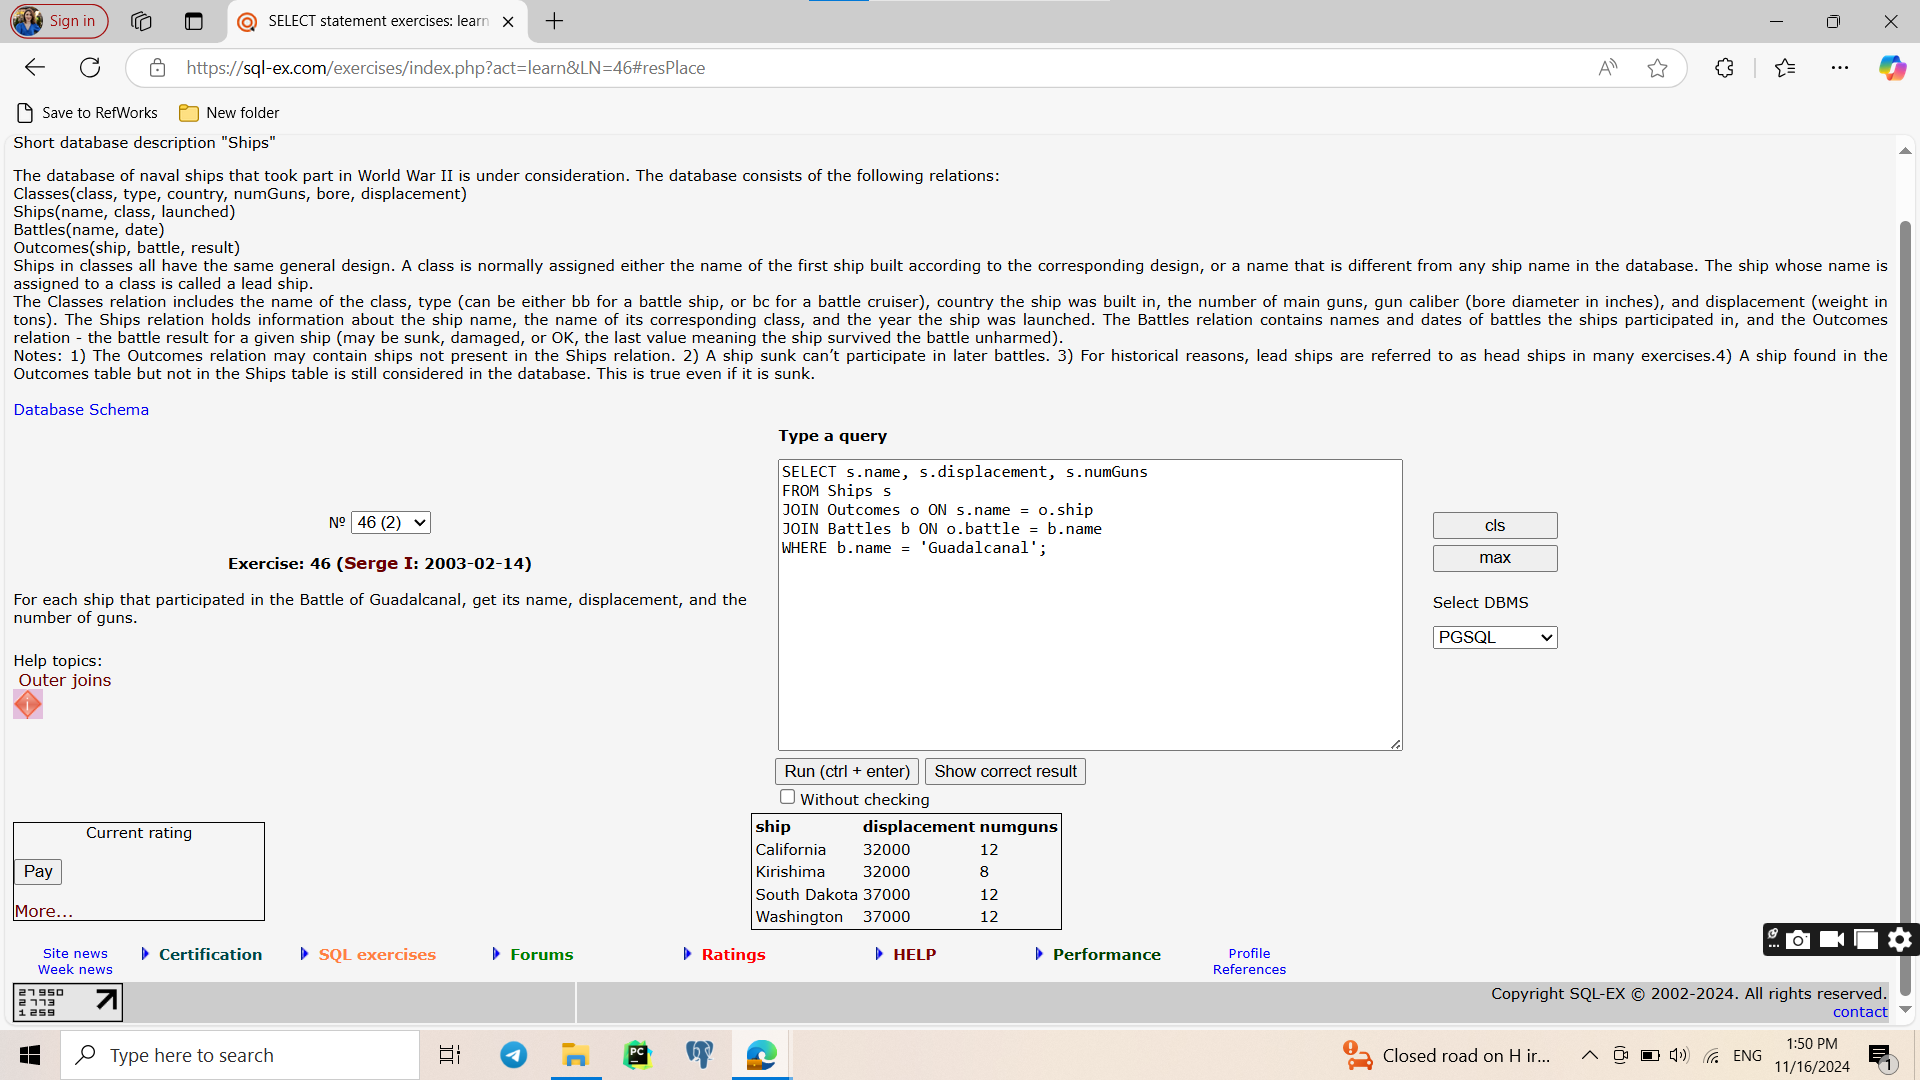 Sign in
SELECT statement exercises: learn
https://sql-ex.com/exercises/index.php?act=learn&LN=46#resPlace
Save to RefWorks
New folder
Short database description "Ships"
The database of naval ships that took part in World War II is under consideration. The database consists of the following relations:
Classes(class, type, country, numGuns, bore, displacement)
Ships(name, class, launched)
Battles(name, date)
Outcomes(ship, battle, result)
Ships in classes all have the same general design. A class is normally assigned either the name of the first ship built according to the corresponding design, or a name that is different from any ship name in the database. The ship whose name is
assigned to a class is called a lead ship.
The Classes relation includes the name of the class, type (can be either bb for a battle ship, or bc for a battle cruiser), country the ship was built in, the number of main guns, gun caliber (bore diameter in inches), and displacement (weight in
tons). The Ships relation holds information about the ship name, the name of its corresponding class, and the year the ship was launched. The Battles relation contains names and dates of battles the ships participated in, and the Outcomes
relation - the battle result for a given ship (may be sunk, damaged, or OK, the last value meaning the ship survived the battle unharmed).
Notes: 1) The Outcomes relation may contain ships not present in the Ships relation. 2) A ship sunk can’t participate in later battles. 3) For historical reasons, lead ships are referred to as head ships in many exercises.4) A ship found in the
Outcomes table but not in the Ships table is still considered in the database. This is true even if it is sunk.
Database Schema
Type a query
SELECT s.name, s.displacement, s.numGuns
FROM Ships s
JOIN Outcomes o ON s.name = o.ship
JOIN Battles b ON o.battle = b.name
WHERE b.name = 'Guadalcanal';
№ 46 (2)
Exercise: 46 (Serge I: 2003-02-14)
For each ship that participated in the Battle of Guadalcanal, get its name, displacement, and the
number of guns.
Help topics:
Outer joins
cls
max
Select DBMS
PGSQL
Run (ctrl + enter)
Show correct result
Without checking
ship displacement numguns
California 32000 12
Kirishima 32000 8
South Dakota 37000 12
Washington 37000 12
Current rating
Pay
More...
Site news
Week news
Certification
SQL exercises
Forums
Ratings
HELP
Performance
Profile
References
27950
2773
1259
Copyright SQL-EX © 2002-2024. All rights reserved.
contact
Type here to search
PC
Closed road on H ir...
ENG
1:50 PM
11/16/2024
1